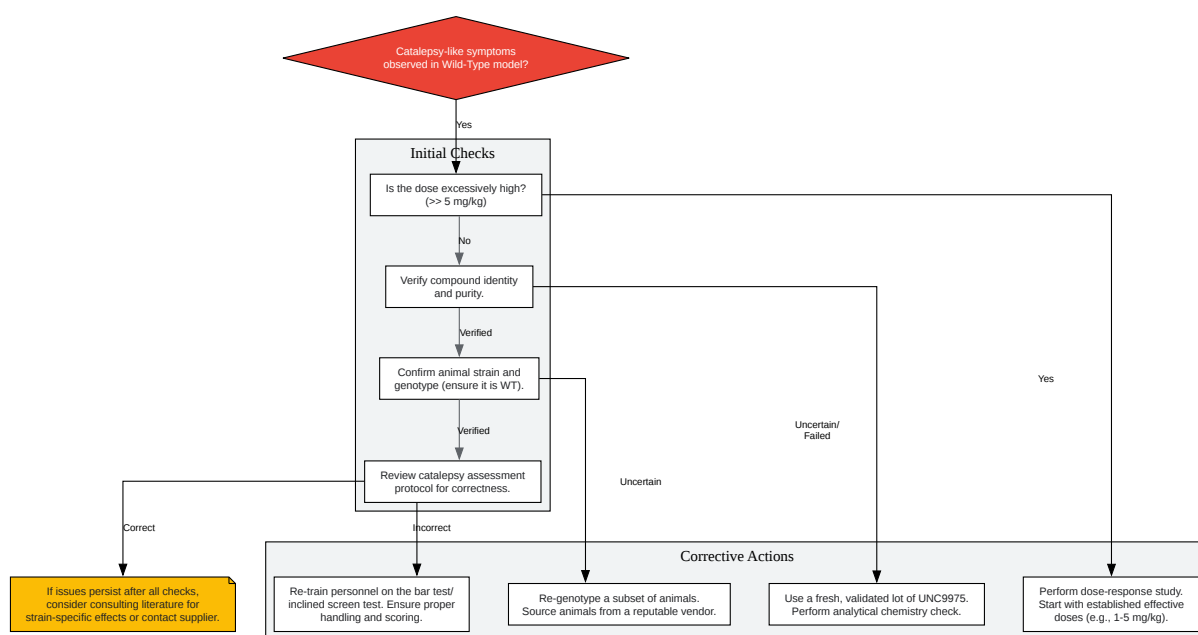 Catalepsy-like symptoms
observed in Wild-Type model?
Yes
Initial Checks
Is the dose excessively high?
(>> 5 mg/kg)
No
Verify compound identity
and purity.
Verified
Confirm animal strain and
genotype (ensure it is WT).
Yes
Uncertain/
Failed
Verified
Review catalepsy assessment
protocol for correctness.
Uncertain
Correct
Incorrect
Corrective Actions
If issues persist after all checks,
consider consulting literature for
strain-specific effects or contact supplier.
Re-train personnel on the bar test/
inclined screen test. Ensure proper
handling and scoring.
Re-genotype a subset of animals.
Source animals from a reputable vendor.
Use a fresh, validated lot of UNC9975.
Perform analytical chemistry check.
Perform dose-response study.
Start with established effective
doses (e.g., 1-5 mg/kg).